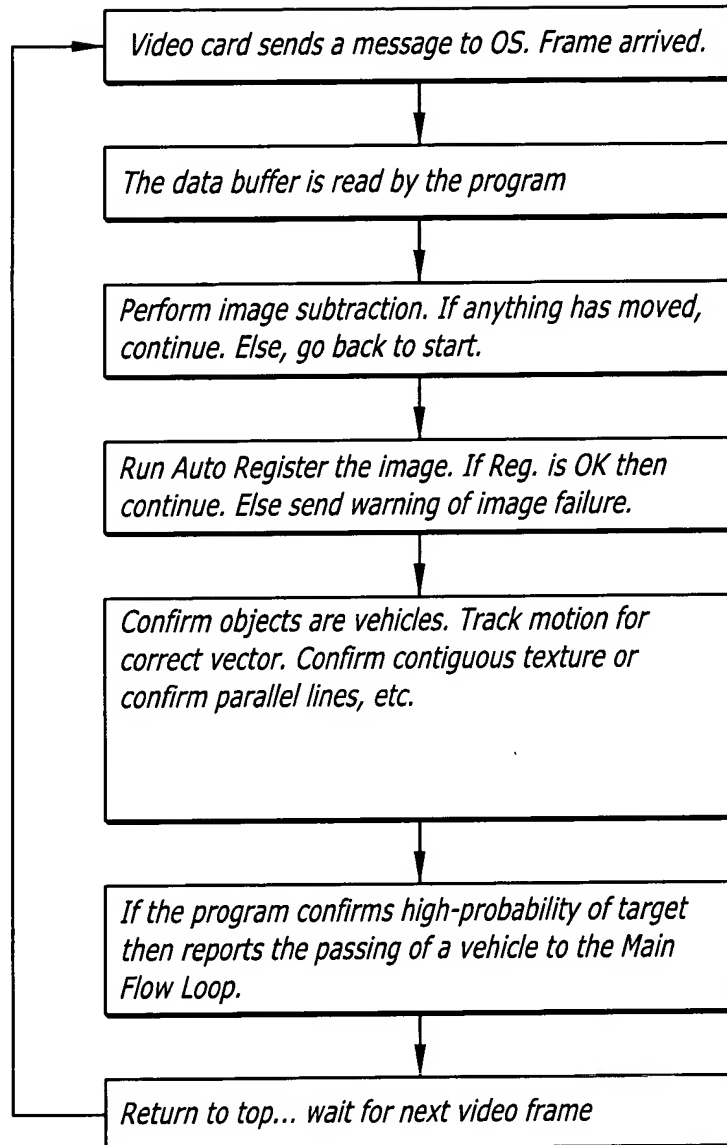 Video card sends a message to OS. Frame arrived.
The data buffer is read by the program
Perform image subtraction. If anything has moved,
continue. Else, go back to start.
Run Auto Register the image. If Reg. is OK then
continue. Else send warning of image failure.
Confirm objects are vehicles. Track motion for
correct vector. Confirm contiguous texture or
confirm parallel lines, etc.
If the program confirms high-probability of target
then reports the passing of a vehicle to the Main
Flow Loop.
Return to top... wait for next video frame